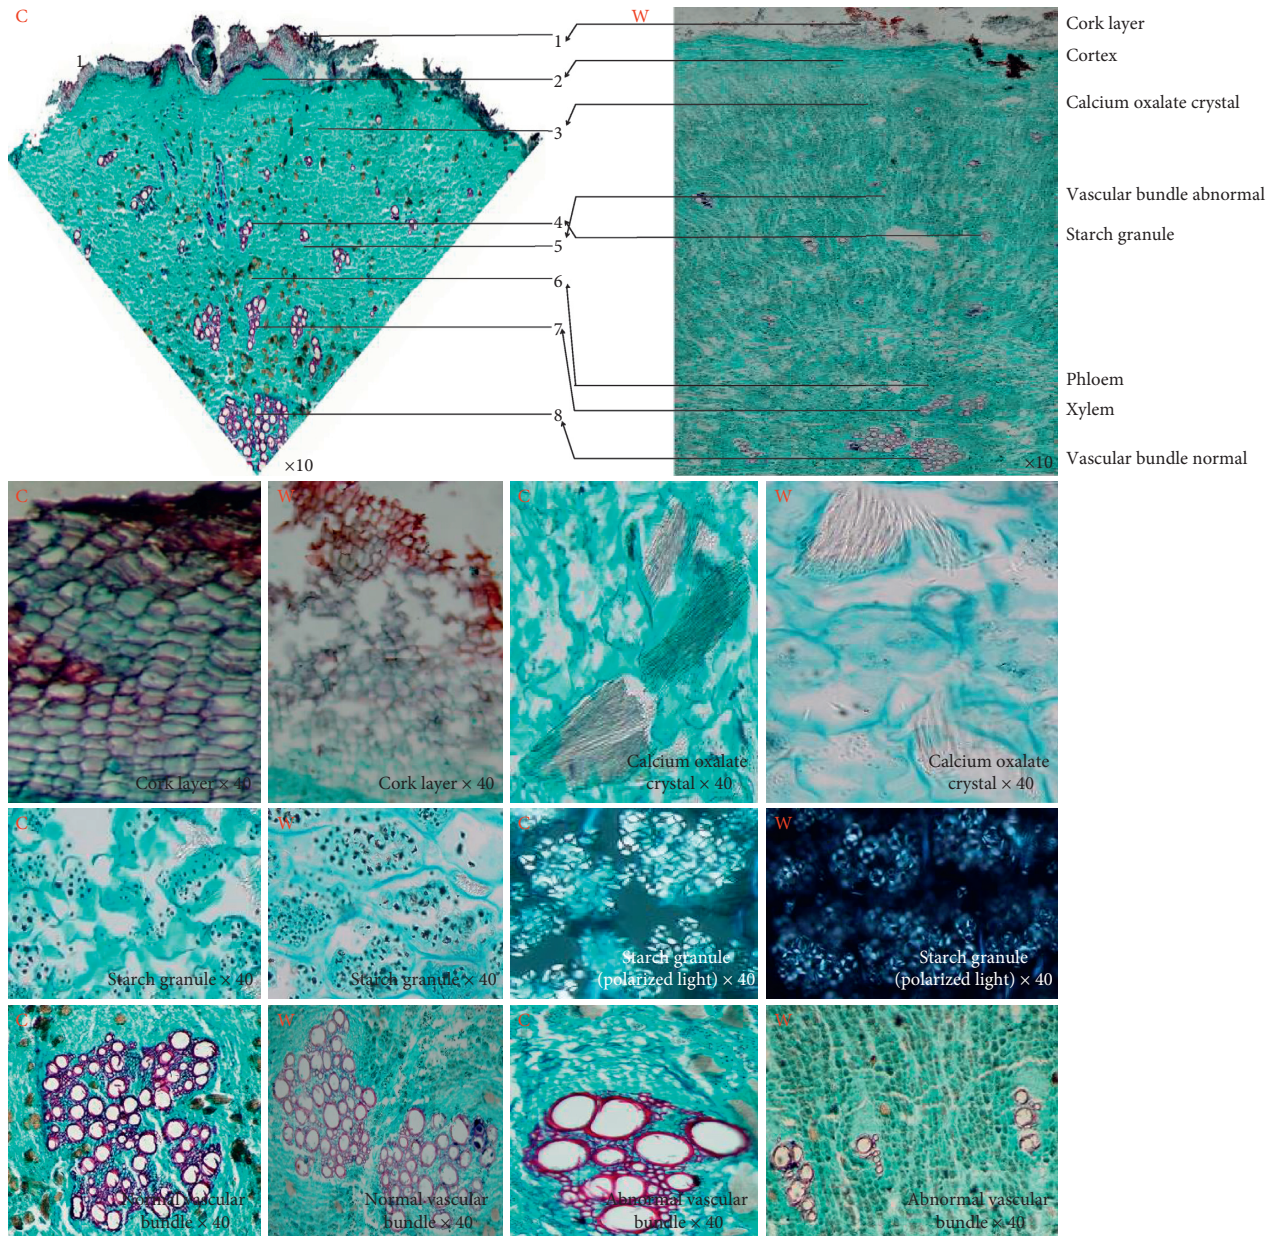 C
W
1
1
2
3
4
5
6
7
8
×10
×10
Cork layer
Cortex
Calcium oxalate crystal
Vascular bundle abnormal
Starch granule
Phloem
Xylem
Vascular bundle normal
C
Cork layer × 40
W
Cork layer × 40
C
Calcium oxalate
crystal × 40
W
Calcium oxalate
crystal × 40
C
Starch granule × 40
W
Starch granule × 40
C
Starch granule
(polarized light) × 40
W
Starch granule
(polarized light) × 40
C
Normal vascular
bundle × 40
W
Normal vascular
bundle × 40
C
Abnormal vascular
bundle × 40
W
Abnormal vascular
bundle × 40